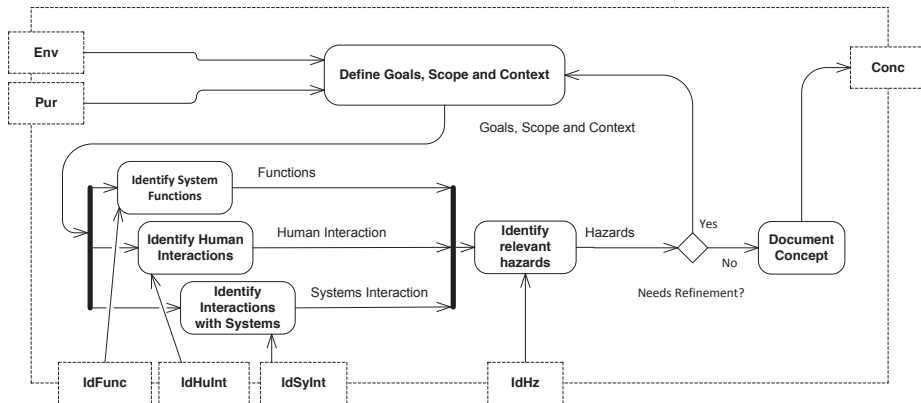 Env
Pur
Define Goals, Scope and Context
Conc
Goals, Scope and Context
Identify System
Functions
Functions
Identify Human
Interactions
Human Interaction
Identify
Interactions
with Systems
Systems Interaction
Identify
relevant
hazards
Hazards
Yes
No
Needs Refinement?
Document
Concept
IdFunc
IdHuInt
IdSyInt
IdHz